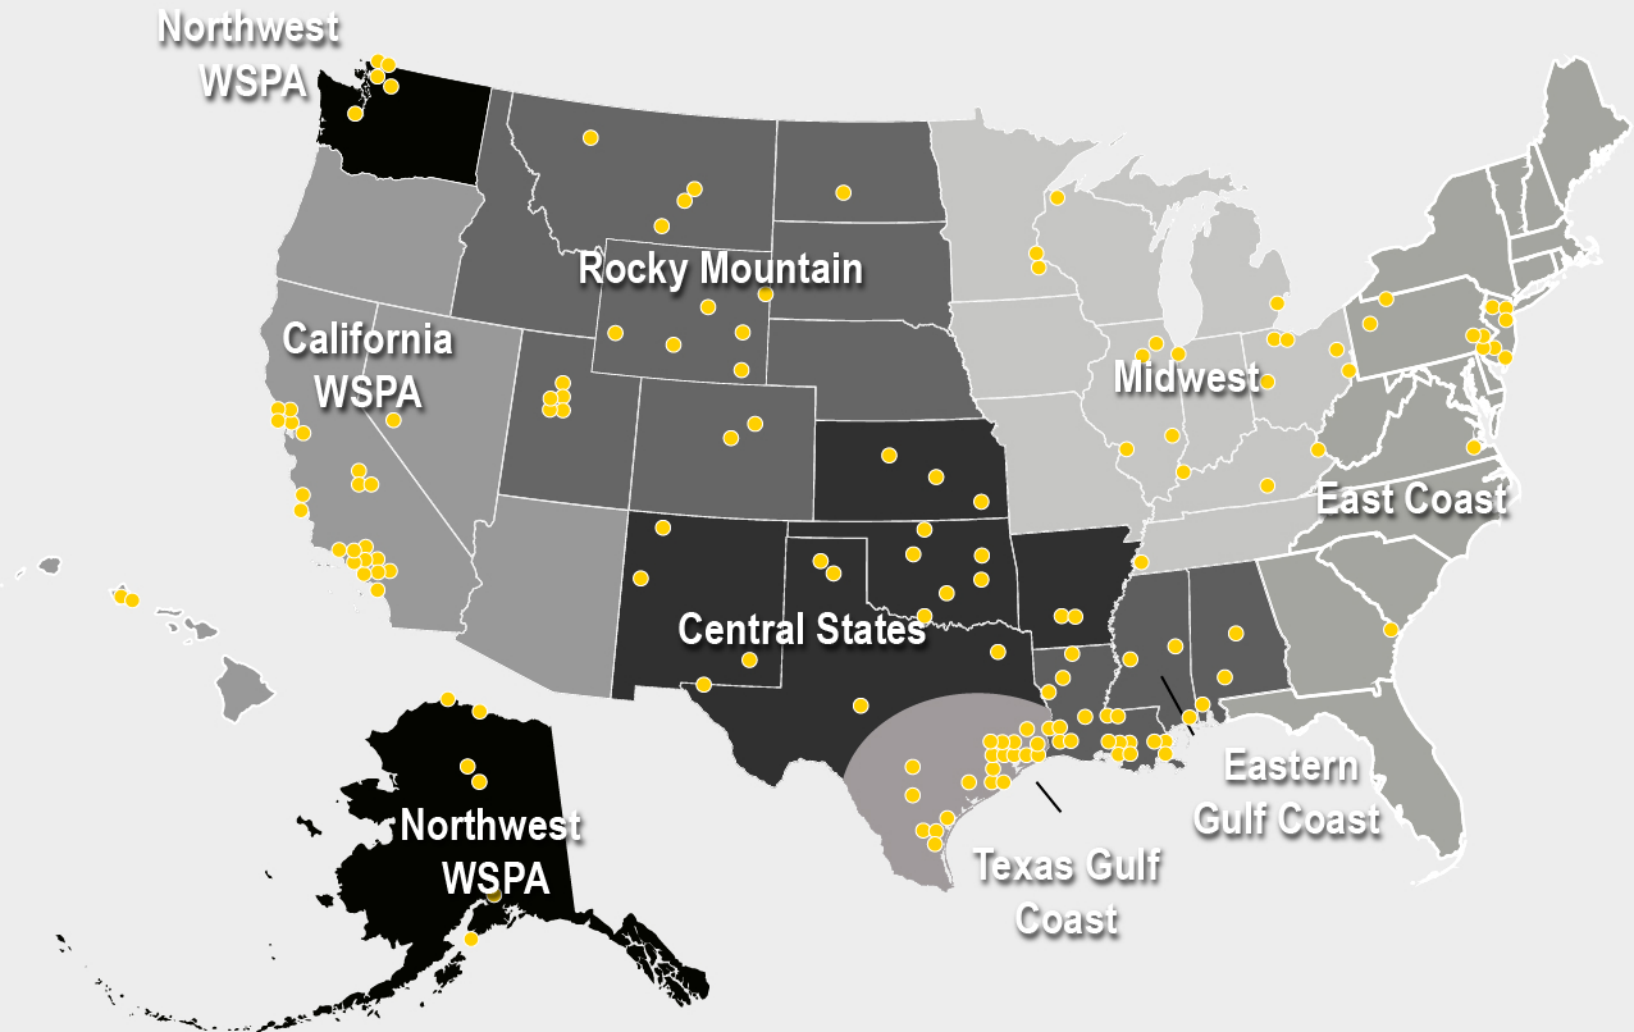 Northwest
WSPA
Rocky Mountain
California
WSPA
Midwest
East Coast
Central States
Eastern
Gulf Coast
Northwest
WSPA
Texas Gulf
Coast